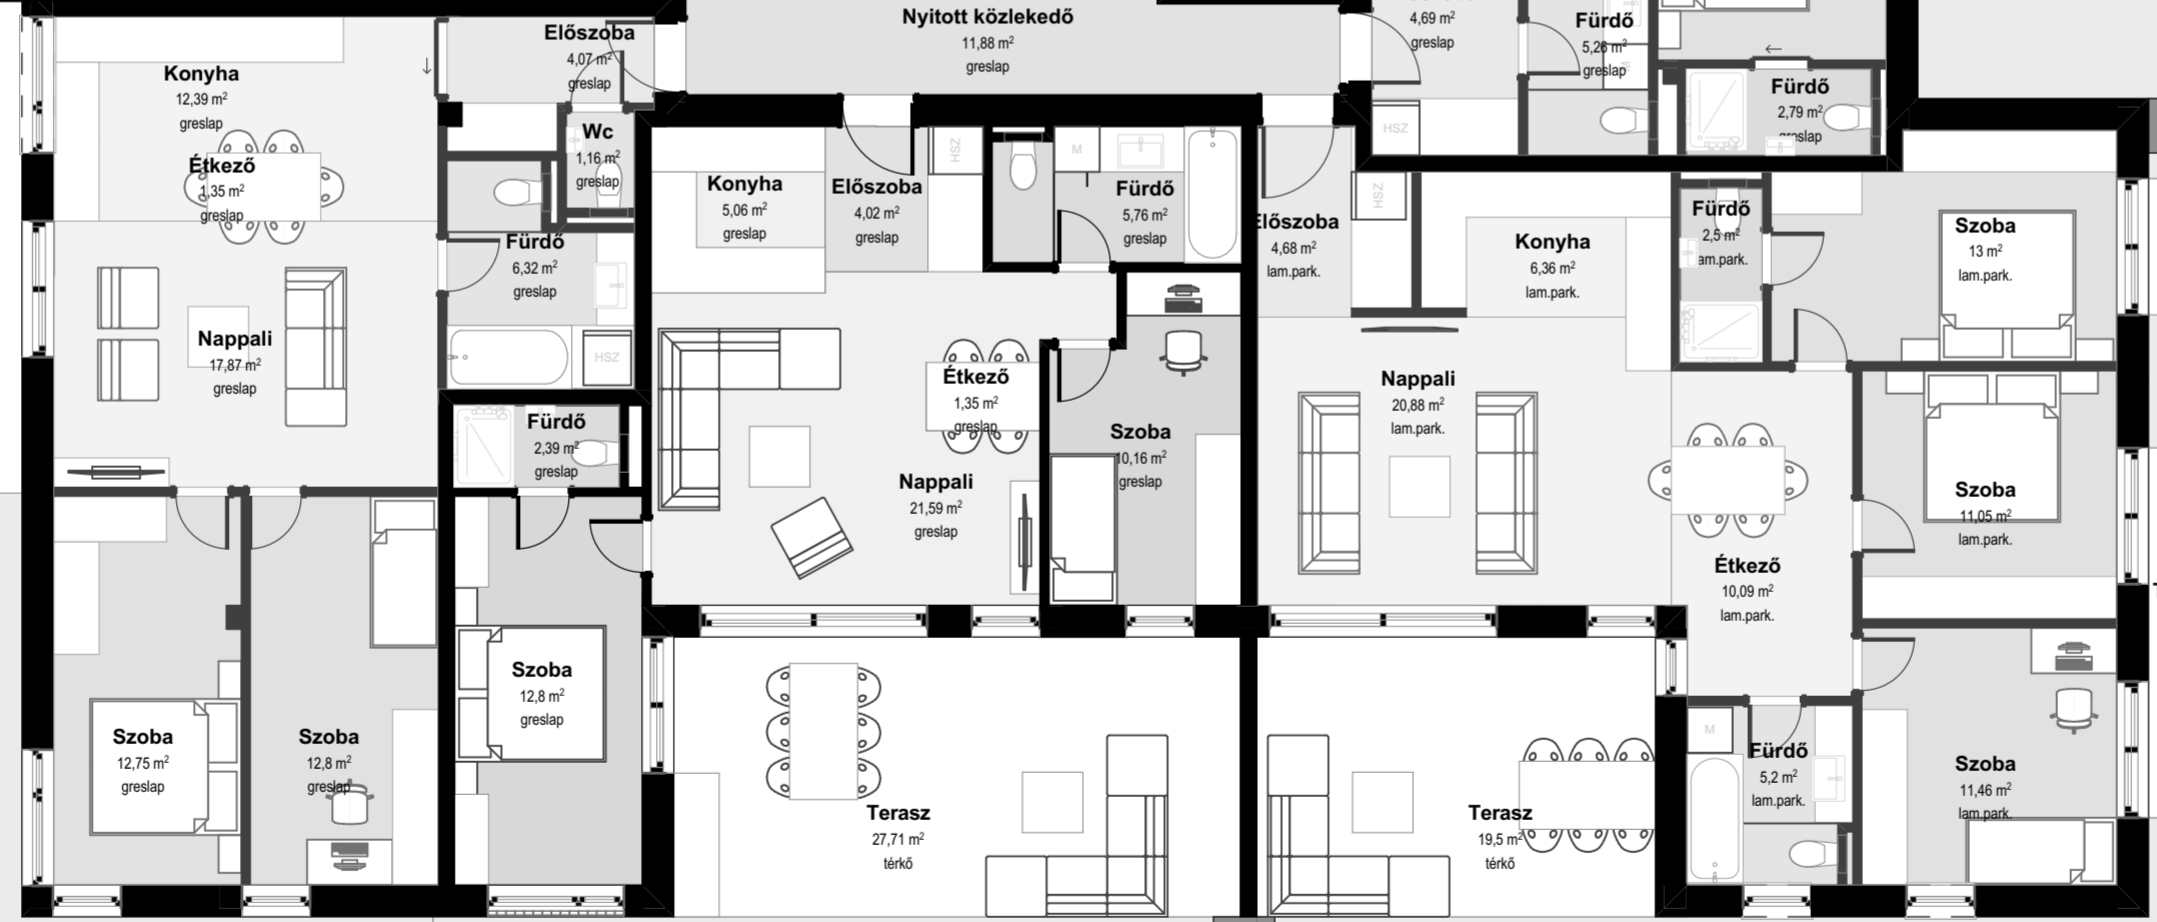 Nyitott közlekedő
11,88 m²
greslap
Előszoba
4,07 m²
greslap
4,69 m²
greslap
Fürdő
5,26 m²
greslap
M
Fürdő
2,79 m²
greslap
Konyha
12,39 m²
greslap
Étkező
1,35 m²
greslap
Wc
1,16 m²
greslap
HSZ
HSZ
M
Konyha
5,06 m²
greslap
Előszoba
4,02 m²
greslap
Fürdő
5,76 m²
greslap
Előszoba
4,68 m²
lam.park.
HSZ
Konyha
6,36 m²
lam.park.
Fürdő
2,5 m²
lam.park.
Szoba
13 m²
lam.park.
Fürdő
6,32 m²
greslap
HSZ
Nappali
17,87 m²
greslap
Fürdő
2,39 m²
greslap
Étkező
1,35 m²
greslap
Nappali
20,88 m²
lam.park.
Szoba
10,16 m²
greslap
Nappali
21,59 m²
greslap
Szoba
11,05 m²
lam.park.
Étkező
10,09 m²
lam.park.
Szoba
12,8 m²
greslap
Szoba
12,75 m²
greslap
Szoba
12,8 m²
greslap
Terasz
27,71 m²
térkő
Terasz
19,5 m²
térkő
M
Fürdő
5,2 m²
lam.park.
Szoba
11,46 m²
lam.park.